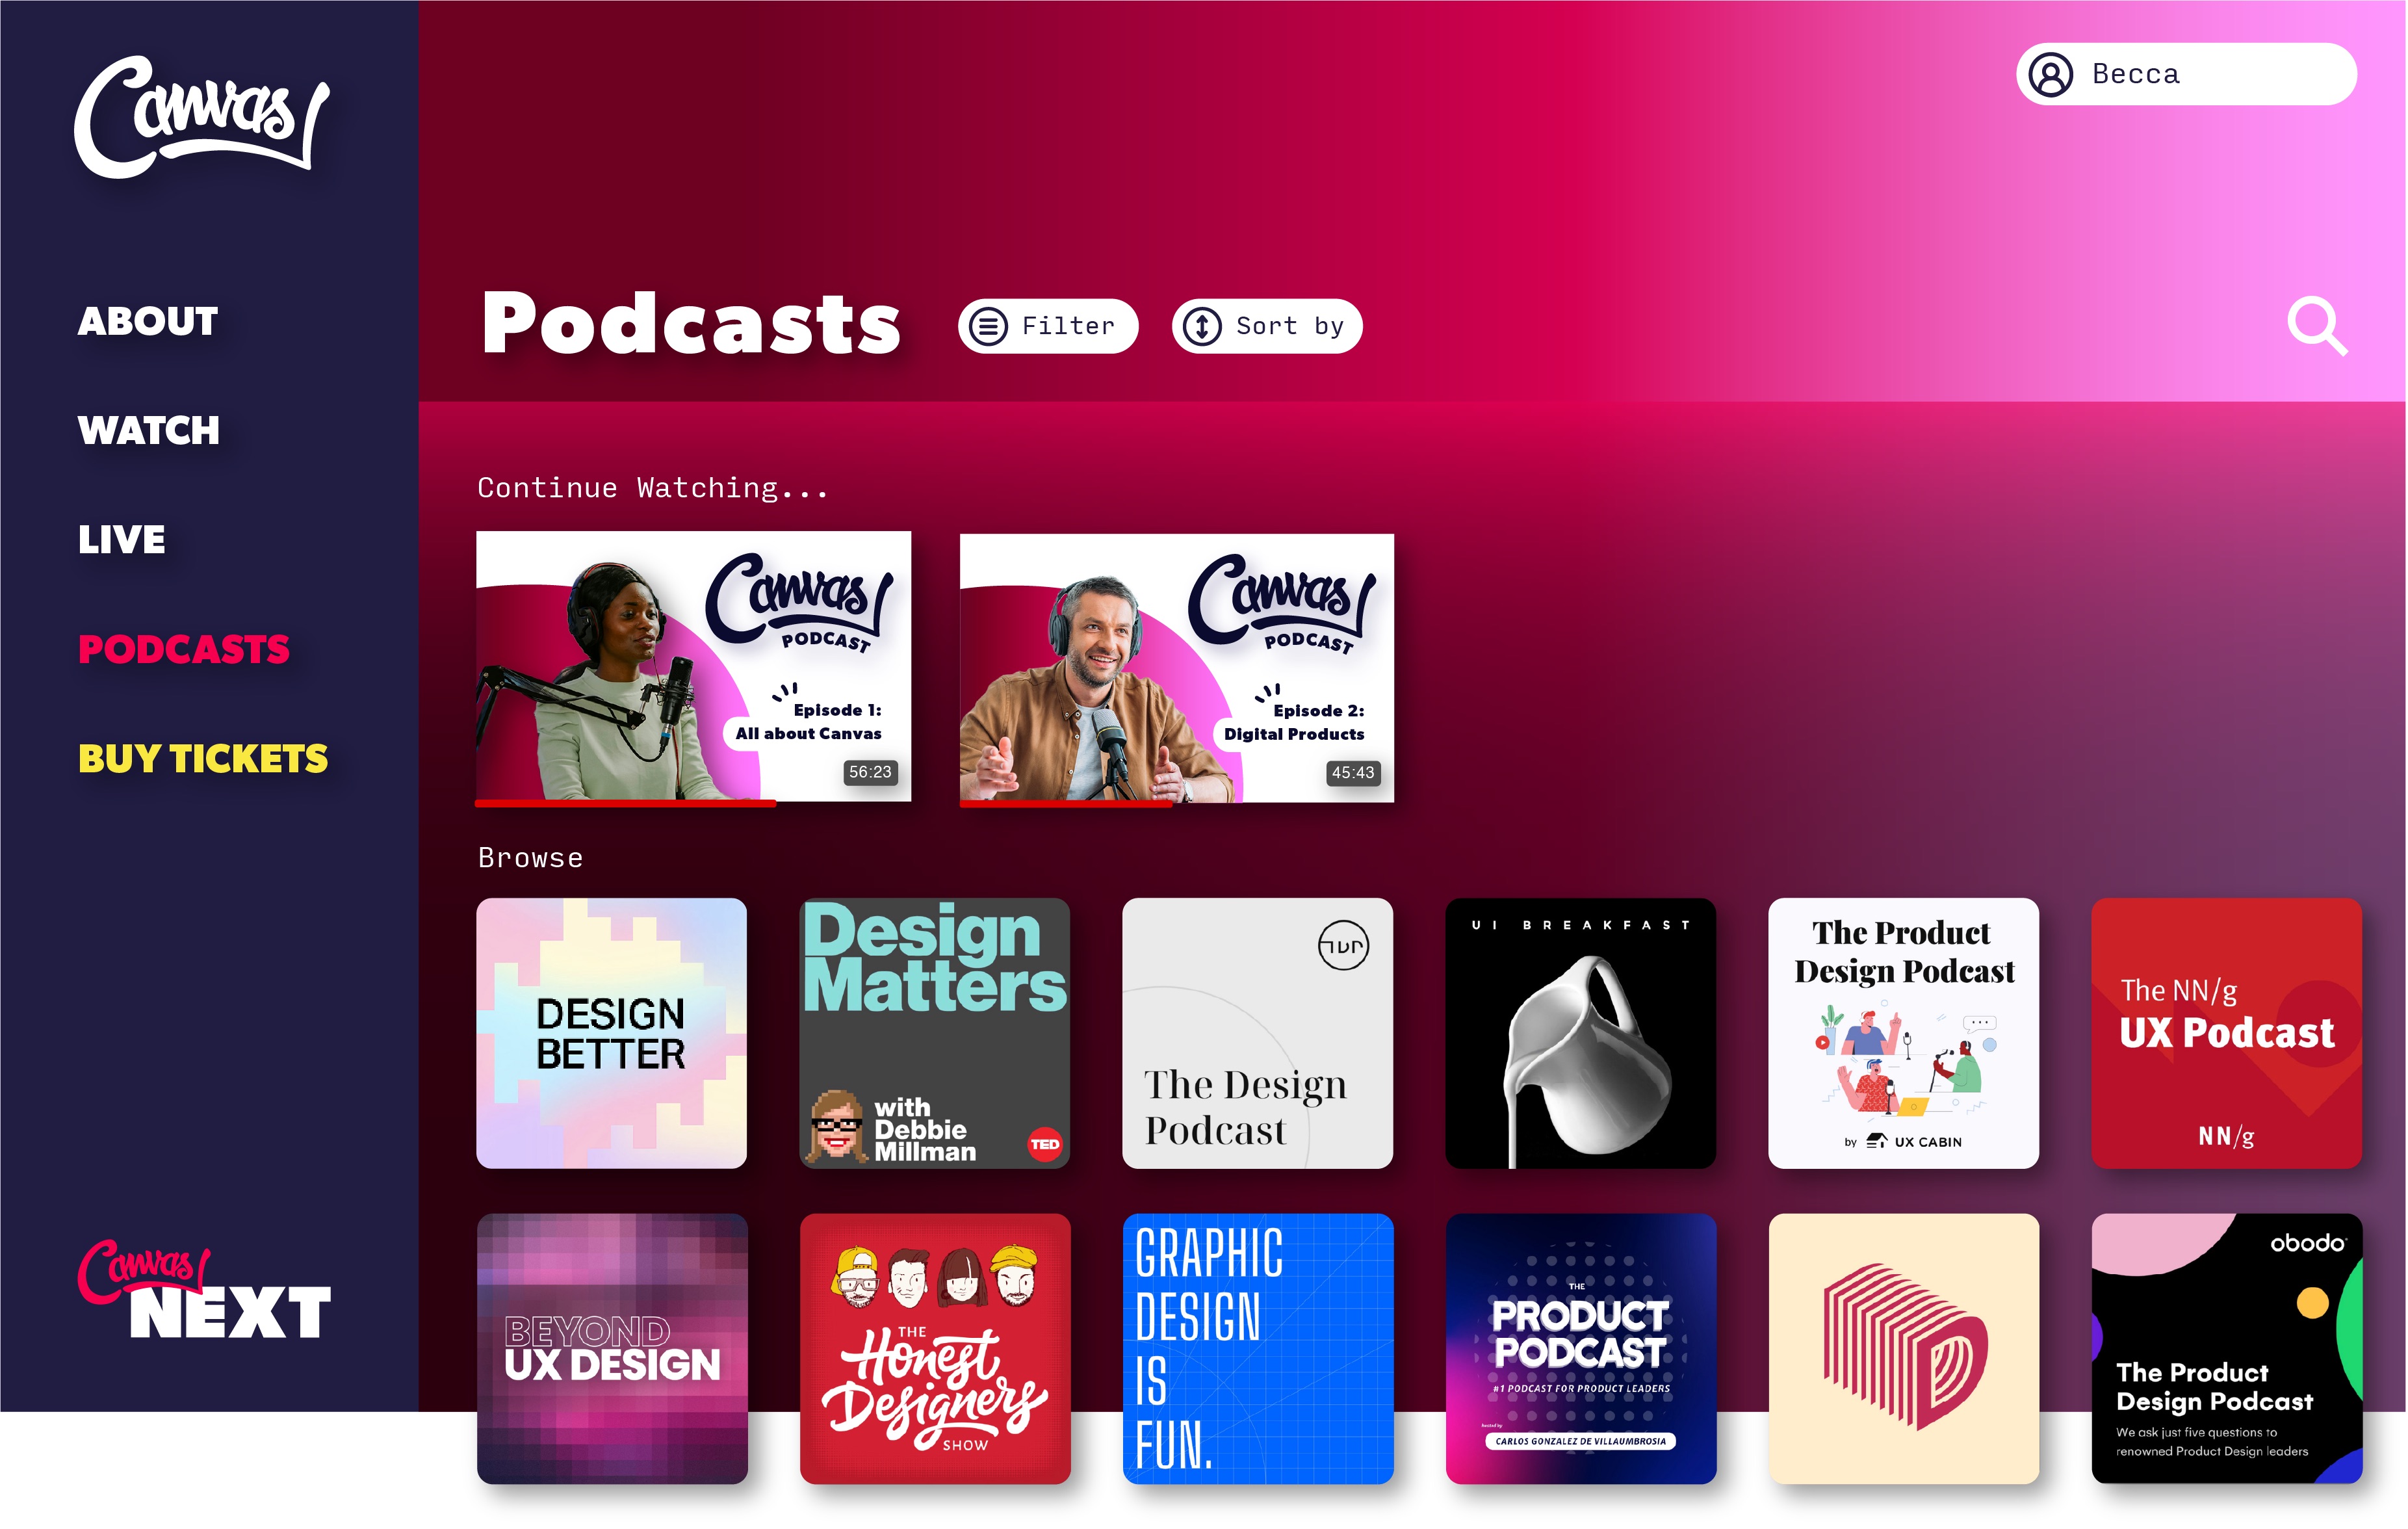 Canvas!
Becca
ABOUT
WATCH
LIVE
PODCASTS
BUY TICKETS
Canvas!
NEXT
Podcasts
Filter
Sort by
Continue Watching...
Canvas!
PODCAST
Episode 1:
All about Canvas
56:23
Canvas!
PODCAST
Episode 2:
Digital Products
45:43
Browse
DESIGN
BETTER
Design
Matters
with
Debbie
Millman
TED
The Design
Podcast
UI BREAKFAST
The Product
Design Podcast
by UX CABIN
The NN/g
UX Podcast
NN/g
BEYOND
UX DESIGN
THE
Honest
Designers
SHOW
GRAPHIC
DESIGN
IS
FUN.
THE
PRODUCT
PODCAST
#1 PODCAST FOR PRODUCT LEADERS
hosted by
CARLOS GONZALEZ DE VILLAUMBROSIA
D
obodo
The Product
Design Podcast
We ask just five questions to
renowned Product Design leaders